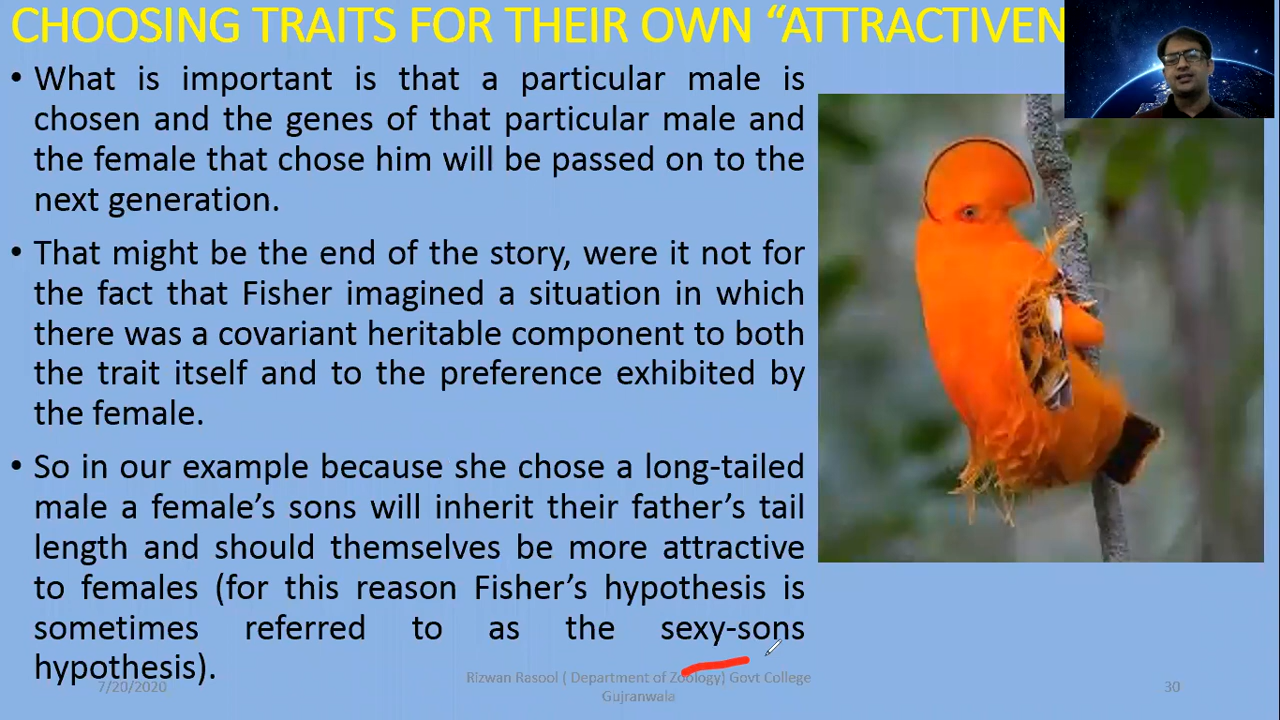 CHOOSING TRAITS FOR THEIR OWN “ATTRACTIVEN
• What is important is that a particular male is
chosen and the genes of that particular male and
the female that chose him will be passed on to the
next generation.
• That might be the end of the story, were it not for
the fact that Fisher imagined a situation in which
there was a covariant heritable component to both
the trait itself and to the preference exhibited by
the female.
• So in our example because she chose a long-tailed
male a female’s sons will inherit their father’s tail
length and should themselves be more attractive
to females (for this reason Fisher’s hypothesis is
sometimes referred to as the sexy-sons
hypothesis).
7/20/2020
Rizwan Rasool ( Department of Zoology) Govt College
Gujranwala
30